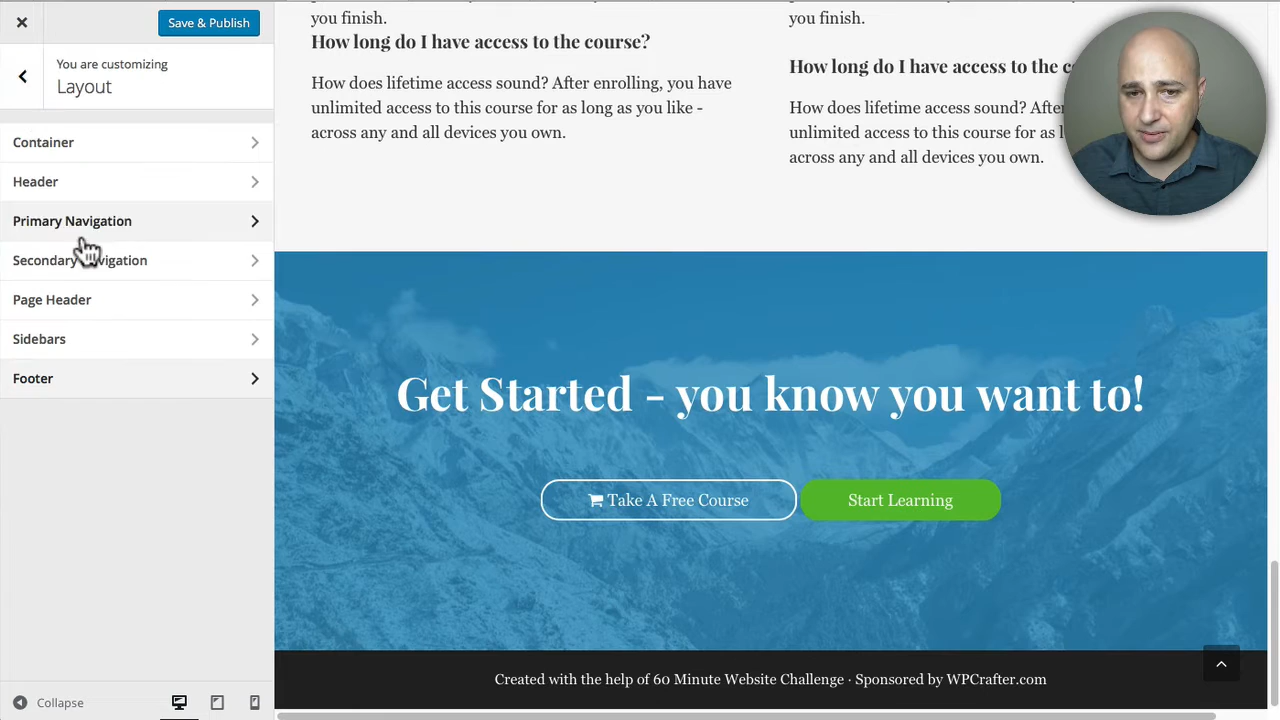 Save & Publish
You are customizing
Layout
Container
Header
Primary Navigation
Secondary Navigation
Page Header
Sidebars
Footer
Collapse
you finish.
How long do I have access to the course?
How does lifetime access sound? After enrolling, you have
unlimited access to this course for as long as you like -
across any and all devices you own.
you finish.
How long do I have access to the
How does lifetime access sound? After
unlimited access to this course for as
across any and all devices you own.
Get Started - you know you want to!
Take A Free Course
Start Learning
Created with the help of 60 Minute Website Challenge · Sponsored by WPCrafter.com